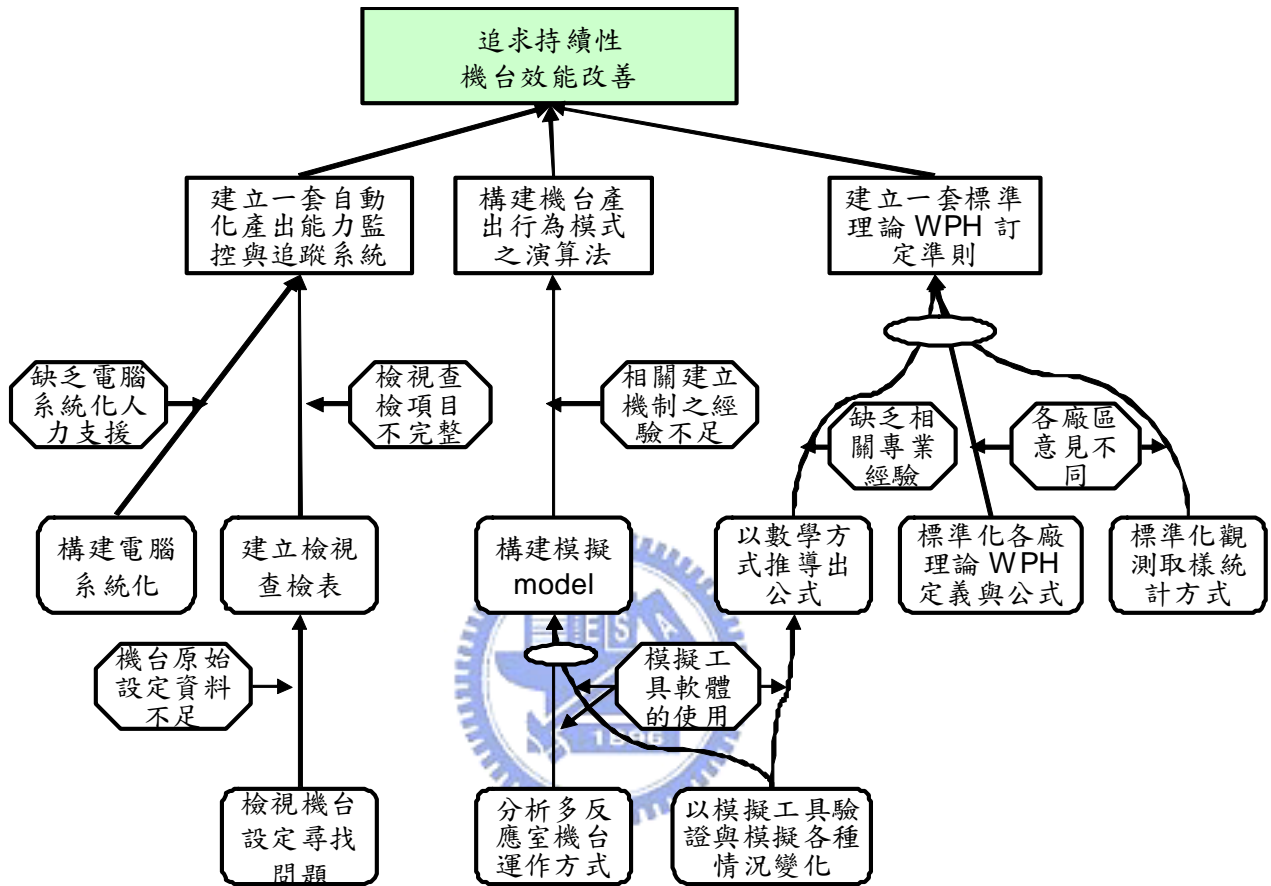 追求持續性
機台效能改善
建立一套自動
化產出能力監
控與追蹤系統
構建機台產
出行為模式
之演算法
建立一套標準
理論 WPH 訂
定準則
缺乏電腦
系統化人
力支援
檢視查
檢項目
不完整
相關建立
機制之經
驗不足
缺乏相
關專業
經驗
各廠區
意見不
同
構建電腦
系統化
建立檢視
查檢表
構建模擬
model
以數學方
式推導出
公式
標準化各廠
理論 WPH
定義與公式
標準化觀
測取樣統
計方式
機台原始
設定資料
不足
模擬工
具軟體
的使用
ESA
1896
檢視機台
設定尋找
問題
分析多反
應室機台
運作方式
以模擬工具驗
證與模擬各種
情況變化